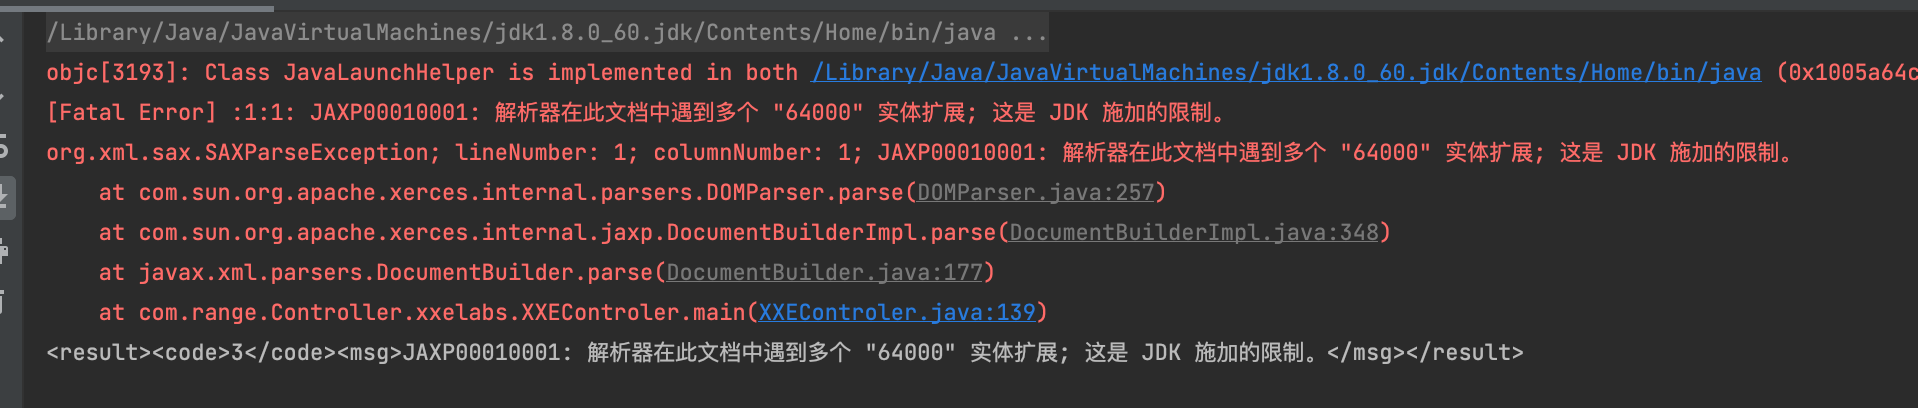 /Library/Java/JavaVirtualMachines/jdk1.8.0_60.jdk/Contents/Home/bin/java ...
objc[3193]: Class JavaLaunchHelper is implemented in both /Library/Java/JavaVirtualMachines/jdk1.8.0_60.jdk/Contents/Home/bin/java (0x1005a64c
[Fatal Error] :1:1: JAXP00010001: 解析器在此文档中遇到多个 "64000" 实体扩展; 这是 JDK 施加的限制。
org.xml.sax.SAXParseException; lineNumber: 1; columnNumber: 1; JAXP00010001: 解析器在此文档中遇到多个 "64000" 实体扩展; 这是 JDK 施加的限制。
    at com.sun.org.apache.xerces.internal.parsers.DOMParser.parse(DOMParser.java:257)
    at com.sun.org.apache.xerces.internal.jaxp.DocumentBuilderImpl.parse(DocumentBuilderImpl.java:348)
    at javax.xml.parsers.DocumentBuilder.parse(DocumentBuilder.java:177)
    at com.range.Controller.xxelabs.XXEControler.main(XXEControler.java:139)
<result><code>3</code><msg>JAXP00010001: 解析器在此文档中遇到多个 "64000" 实体扩展; 这是 JDK 施加的限制。</msg></result>